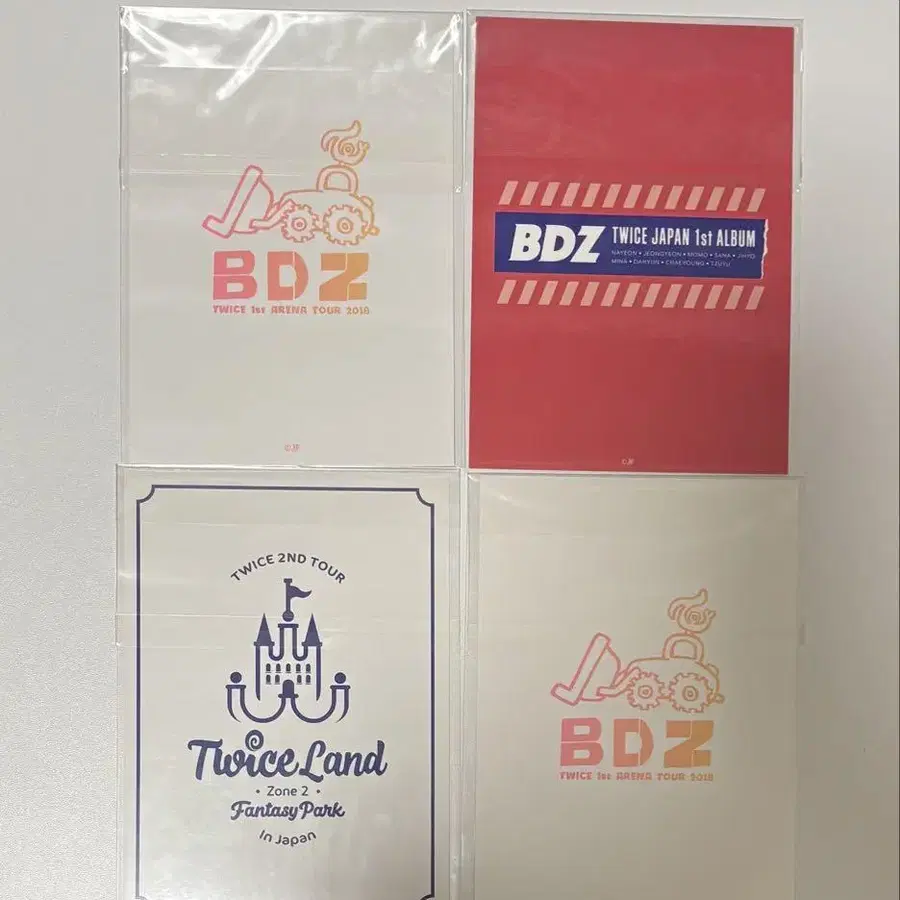 BDZ
TWICE 1st ARENA TOUR 2018
©JF
BDZ TWICE JAPAN 1st ALBUM
NAYEON • JEONGYEON • MOMO • SANA • JIHYO
MINA • DAHYUN • CHAEYOUNG • TZUYU
©JF
TWICE 2ND TOUR
TwiceLand
• Zone 2 •
Fantasy Park
In Japan
BDZ
TWICE 1st ARENA TOUR 2018